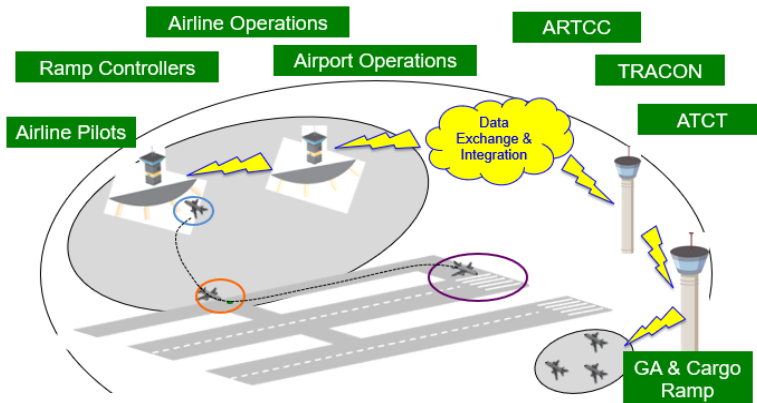 Airline Operations
ARTCC
Ramp Controllers
Airport Operations
TRACON
Airline Pilots
Data
Exchange &
Integration
ATCT
GA & Cargo
Ramp